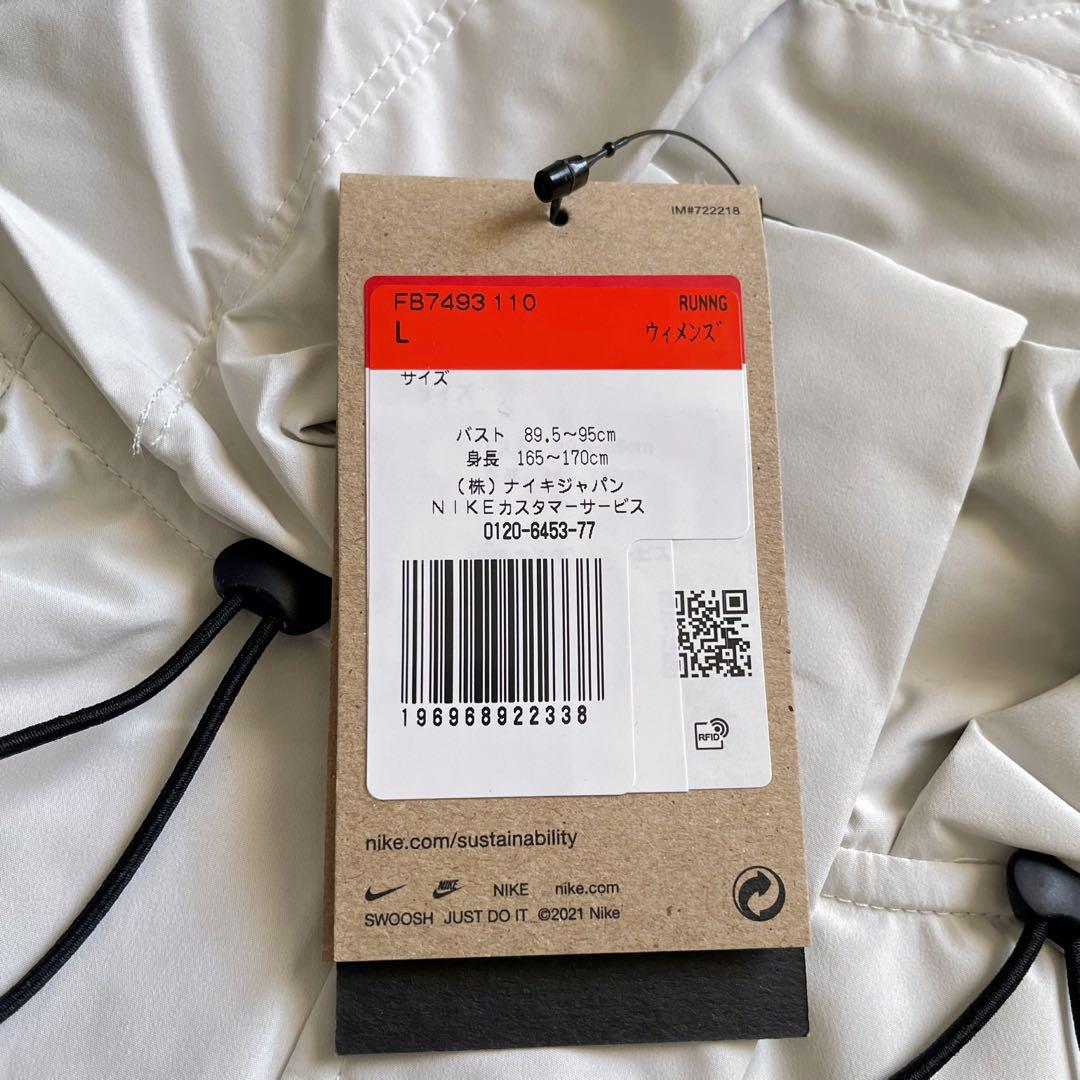 IM#722218
FB7493 110 RUNNG
L ウィメンズ
サイズ
バスト 89.5～95cm
身長 165～170cm
(株)ナイキジャパン
NIKEカスタマーサービス
0120-6453-77
196968922338
RFID
nike.com/sustainability
NIKE NIKE nike.com
SWOOSH JUST DO IT ©2021 Nike